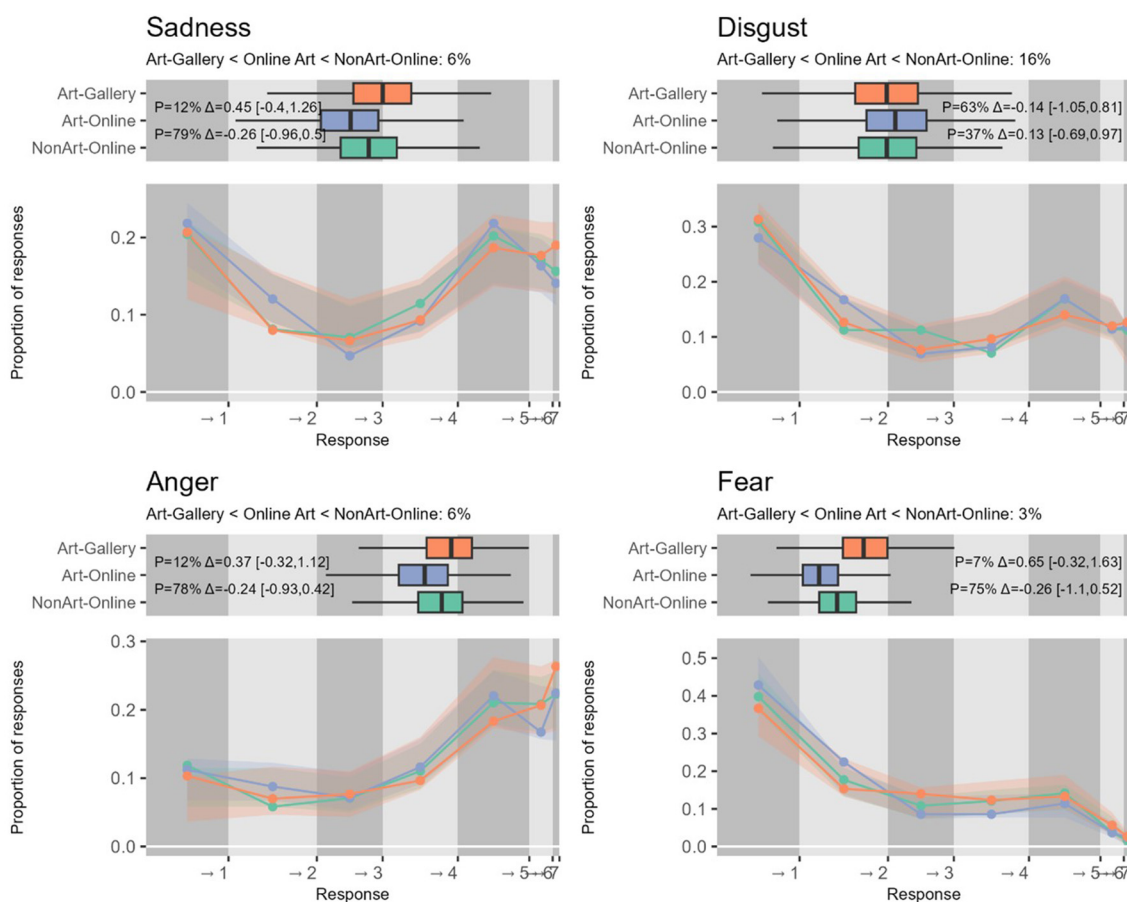 Sadness
Art-Gallery < Online Art < NonArt-Online: 6%
Art-Gallery
P=12% Δ=0.45 [-0.4,1.26]
Art-Online
P=79% Δ=-0.26 [-0.96,0.5]
NonArt-Online
Proportion of responses
0.2
0.1
0.0
→1 →2 →3 →4 →5→6→7
Response
Disgust
Art-Gallery < Online Art < NonArt-Online: 16%
Art-Gallery
P=63% Δ=-0.14 [-1.05,0.81]
Art-Online
P=37% Δ=0.13 [-0.69,0.97]
NonArt-Online
Proportion of responses
0.3
0.2
0.1
0.0
→1 →2 →3 →4 →5→6→7
Response
Anger
Art-Gallery < Online Art < NonArt-Online: 6%
Art-Gallery
P=12% Δ=0.37 [-0.32,1.12]
Art-Online
P=78% Δ=-0.24 [-0.93,0.42]
NonArt-Online
Proportion of responses
0.3
0.2
0.1
0.0
→1 →2 →3 →4 →5→6→7
Response
Fear
Art-Gallery < Online Art < NonArt-Online: 3%
Art-Gallery
P=7% Δ=0.65 [-0.32,1.63]
Art-Online
P=75% Δ=-0.26 [-1.1,0.52]
NonArt-Online
Proportion of responses
0.5
0.4
0.3
0.2
0.1
0.0
→1 →2 →3 →4 →5→6→7
Response